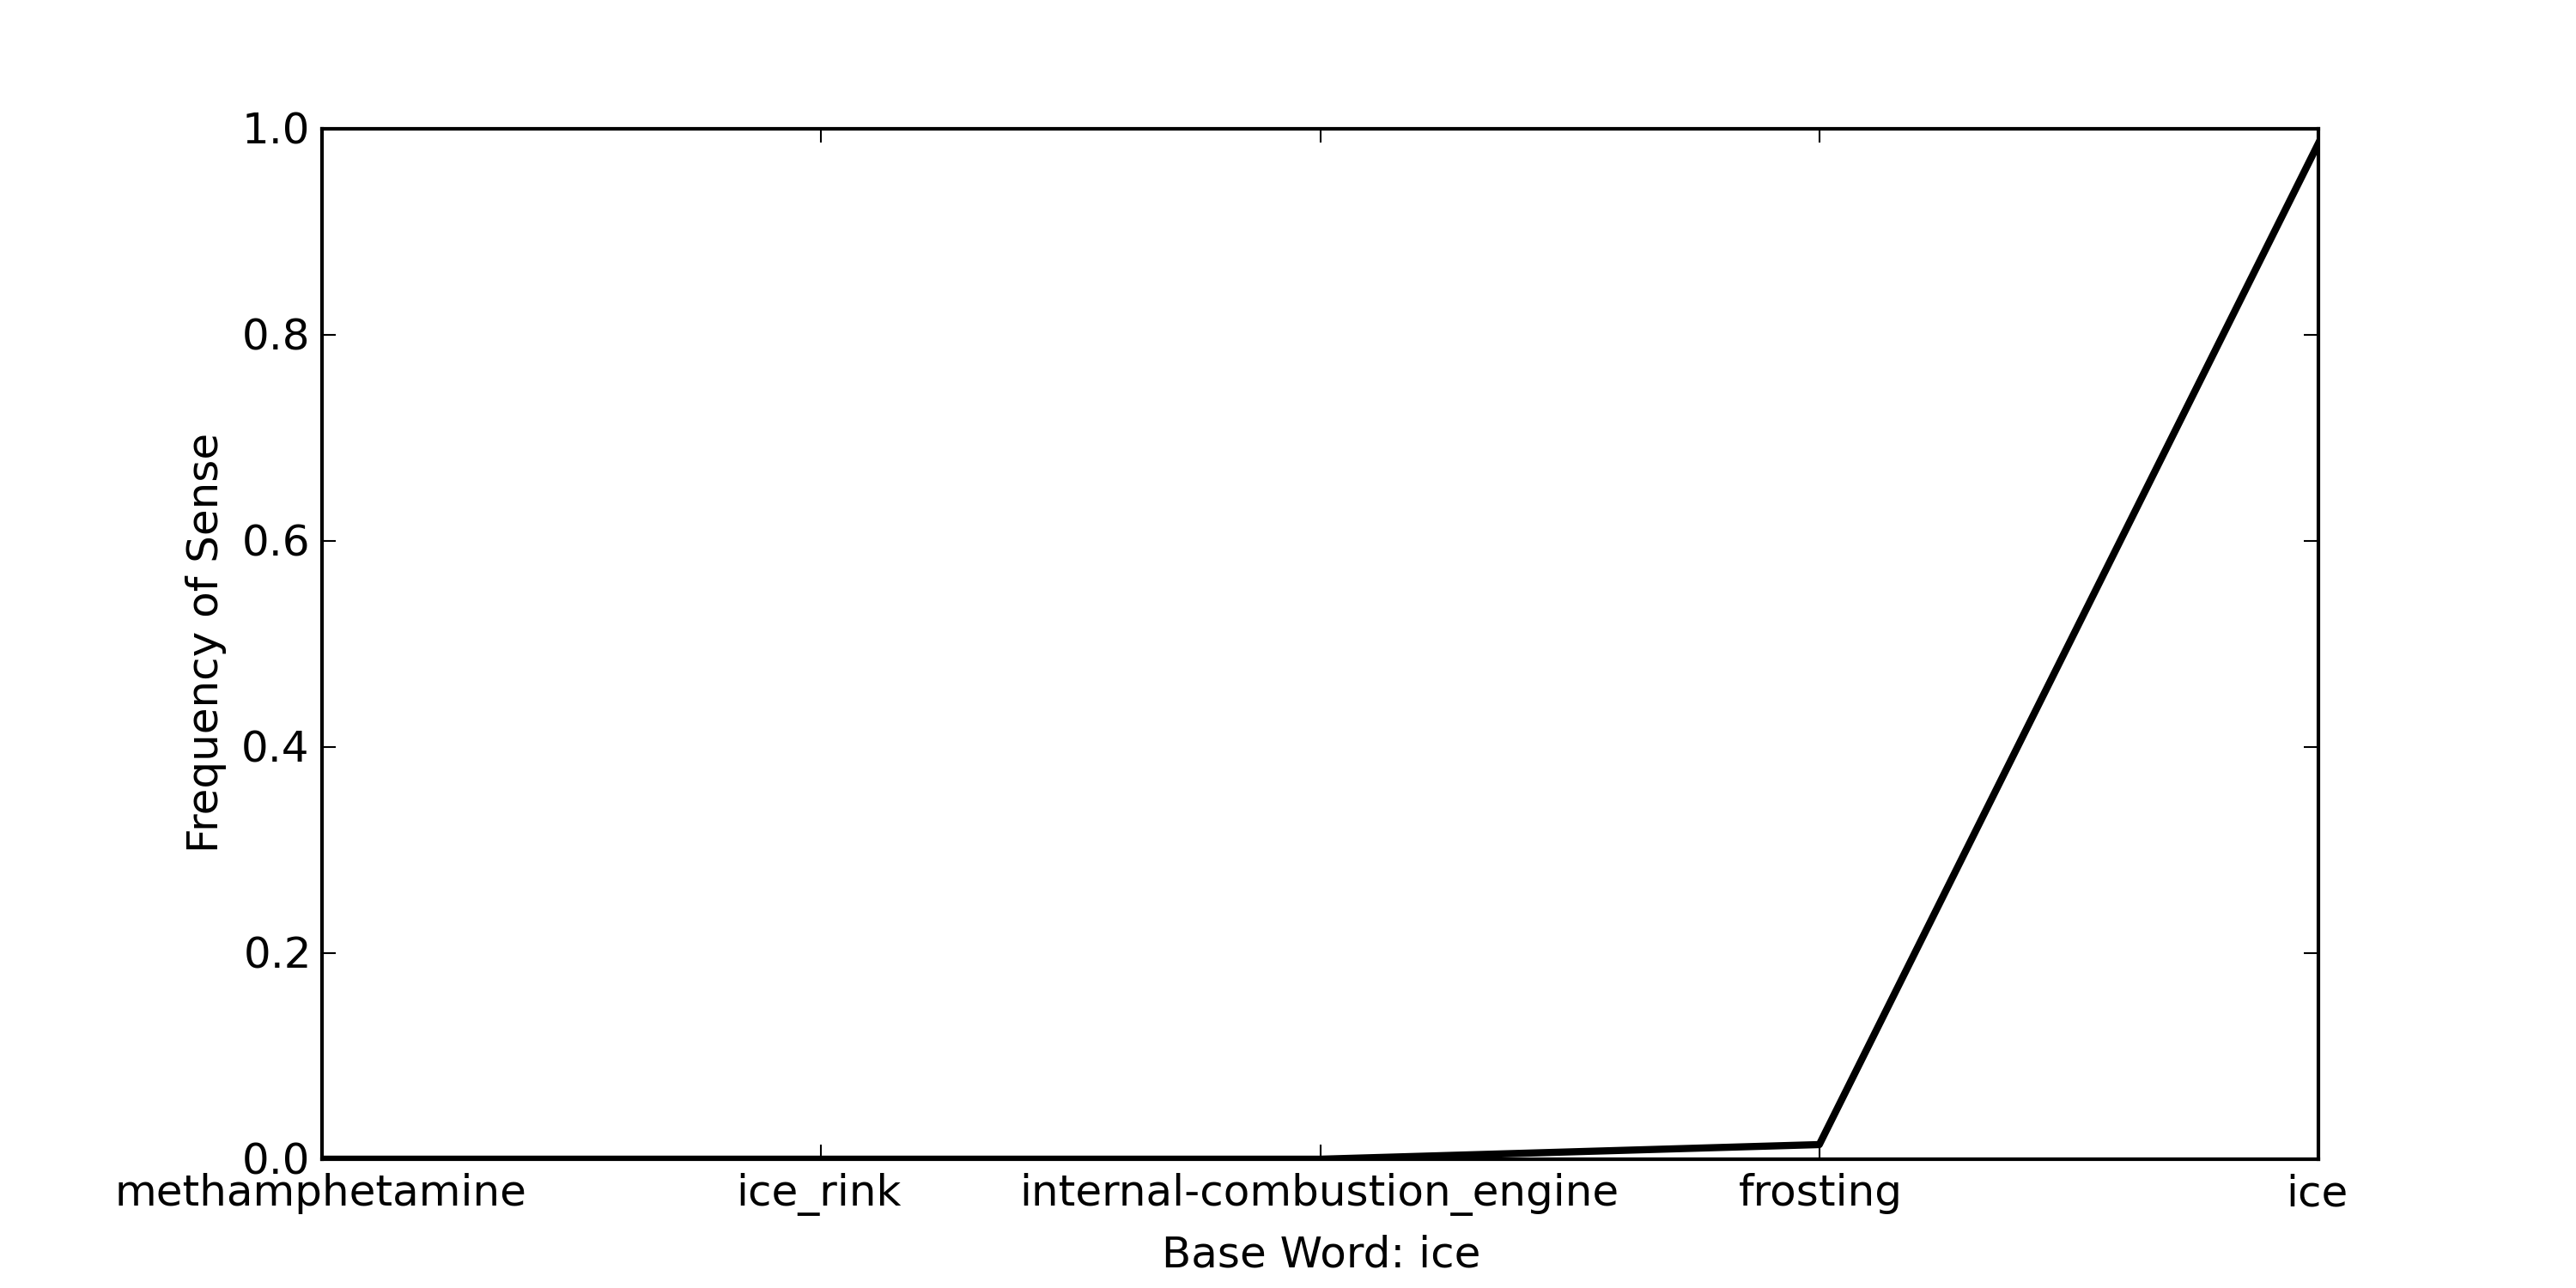 1.0
0.8
0.6
0.4
0.2
0.0
Frequency of Sense
methamphetamine ice_rink internal-combustion_engine frosting ice
Base Word: ice